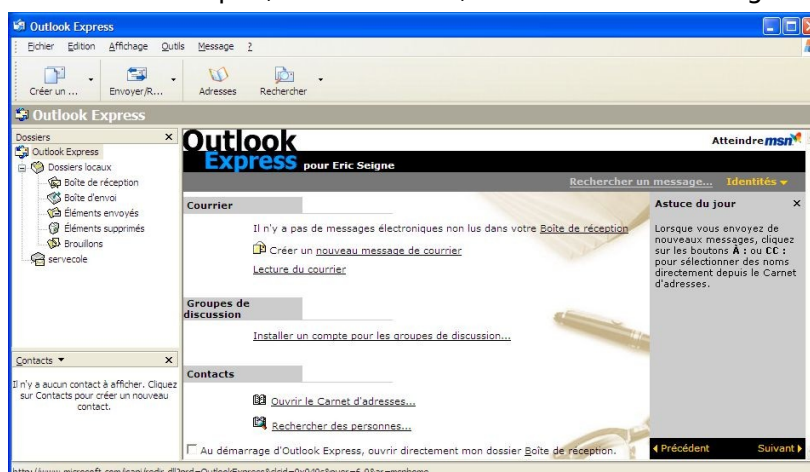 Outlook Express
Fichier Edition Affichage Outils Message ?
Créer un ... Envoyer/R... Adresses Rechercher
Outlook Express
Dossiers
Outlook Express
Dossiers locaux
Boîte de réception
Boîte d'envoi
Éléments envoyés
Éléments supprimés
Brouillons
servecole
Contacts
Il n'y a aucun contact à afficher. Cliquez
sur Contacts pour créer un nouveau
contact.
Outlook
Express pour Eric Seigne
Atteindre msn
Rechercher un message... Identités
Courrier
Il n'y a pas de messages électroniques non lus dans votre Boîte de réception
Créer un nouveau message de courrier
Lecture du courrier
Groupes de
discussion
Installer un compte pour les groupes de discussion...
Contacts
Ouvrir le Carnet d'adresses...
Rechercher des personnes...
Au démarrage d'Outlook Express, ouvrir directement mon dossier Boîte de réception.
Astuce du jour
Lorsque vous envoyez de
nouveaux messages, cliquez
sur les boutons À : ou CC :
pour sélectionner des noms
directement depuis le Carnet
d'adresses.
Précédent Suivant